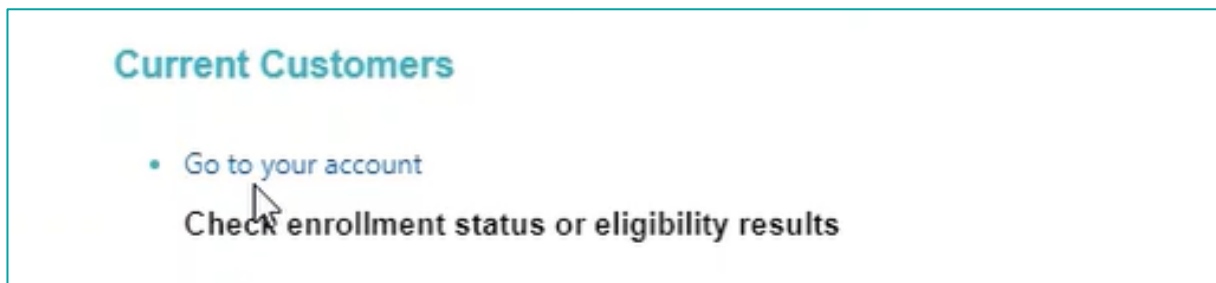 Current Customers
Go to your account
Check enrollment status or eligibility results